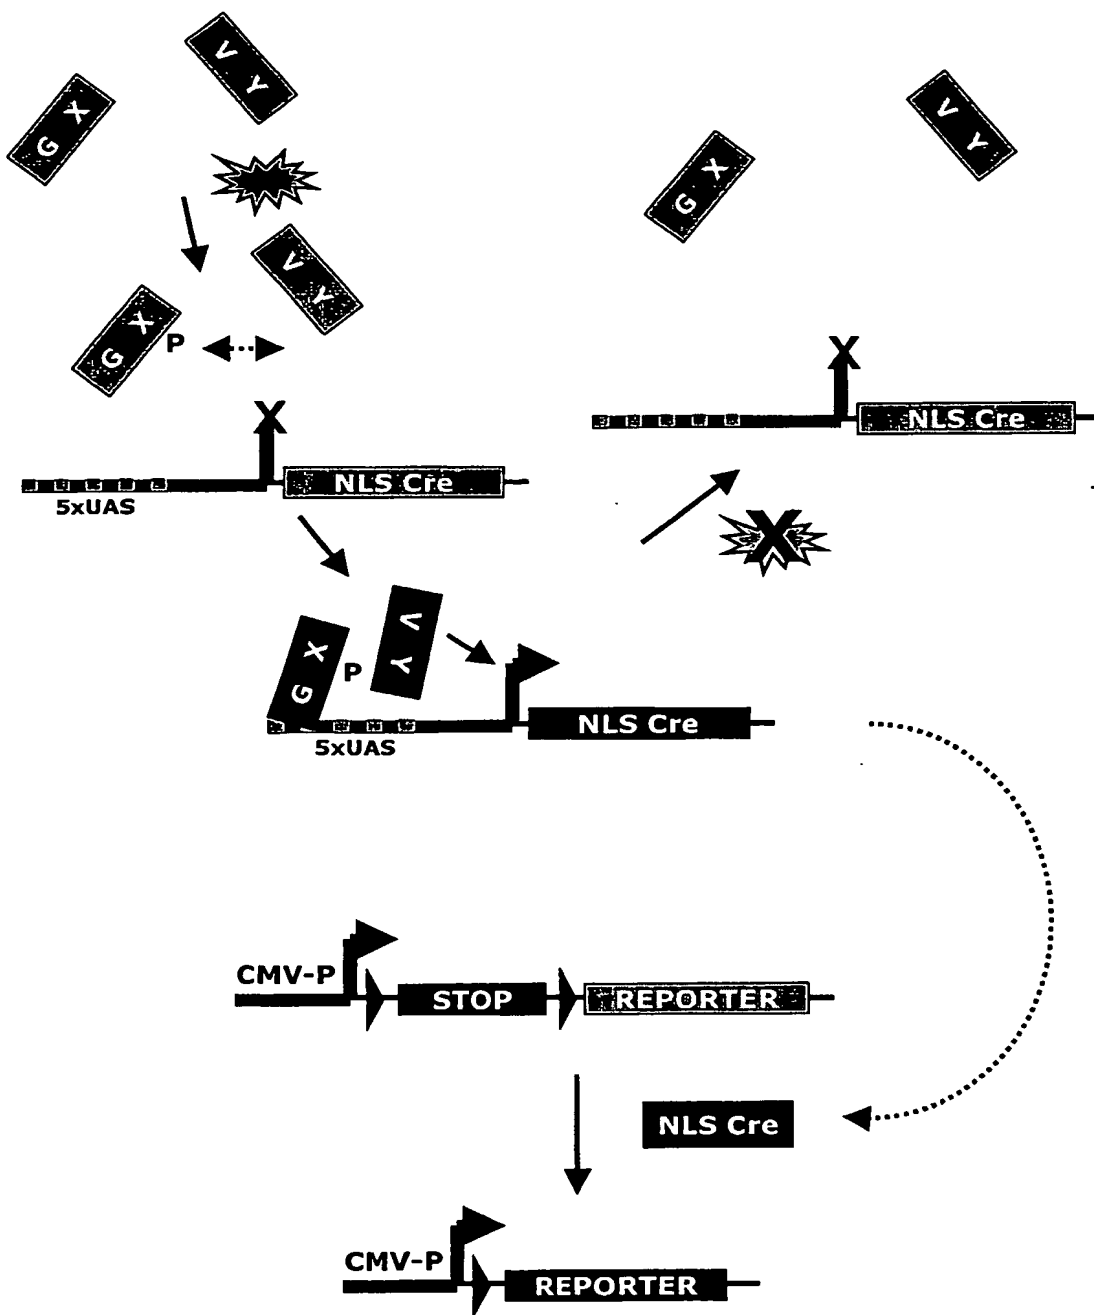 V Y
G X
V Y
G X
V Y
G X
P
X
X
NLS Cre
NLS Cre
5xUAS
X
V Y
G X
P
NLS Cre
5xUAS
CMV-P
STOP
REPORTER
NLS Cre
CMV-P
REPORTER